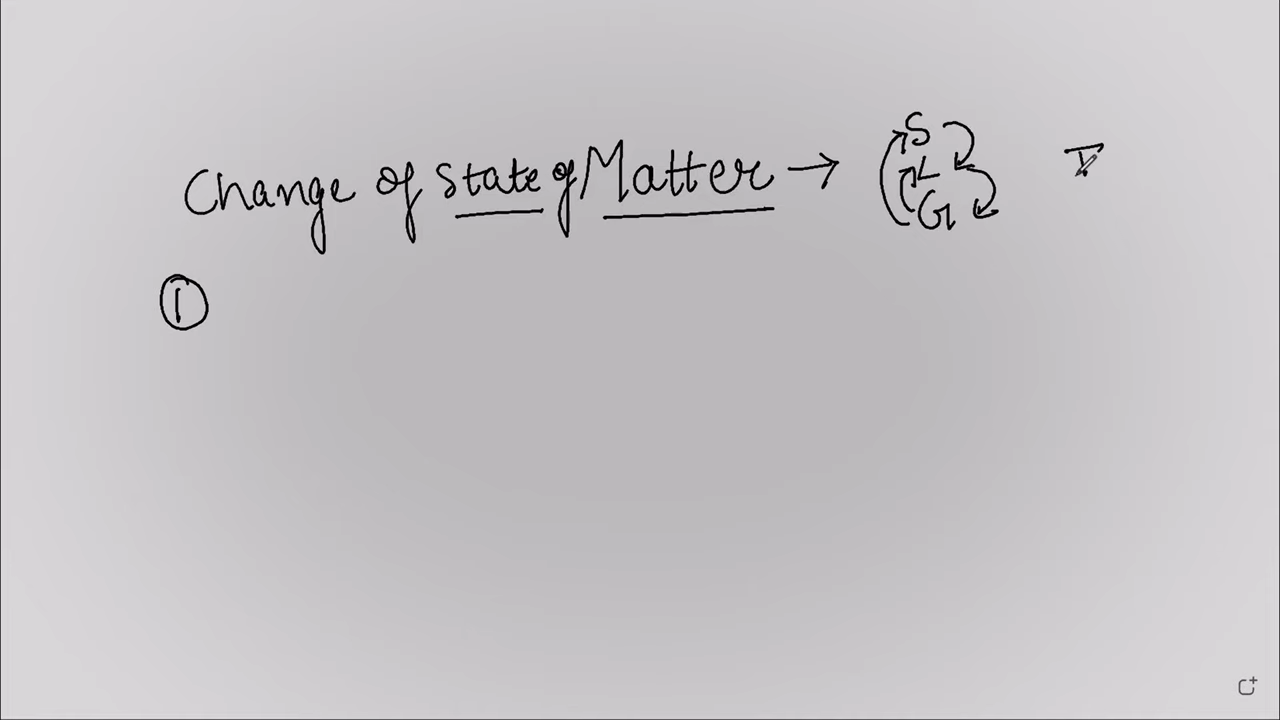 Change of state of Matter → S
L
G
①